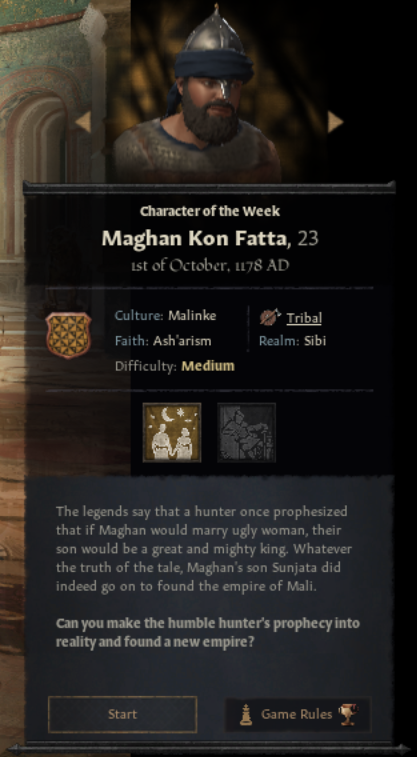 Character of the Week
Maghan Kon Fatta, 23
1st of October, 1178 AD
Culture: Malinke
Tribal
Faith: Ash'arism
Realm: Sibi
Difficulty: Medium
The legends say that a hunter once prophesized
that if Maghan would marry ugly woman, their
son would be a great and mighty king. Whatever
the truth of the tale, Maghan's son Sunjata did
indeed go on to found the empire of Mali.
Can you make the humble hunter's prophecy into
reality and found a new empire?
Start
Game Rules